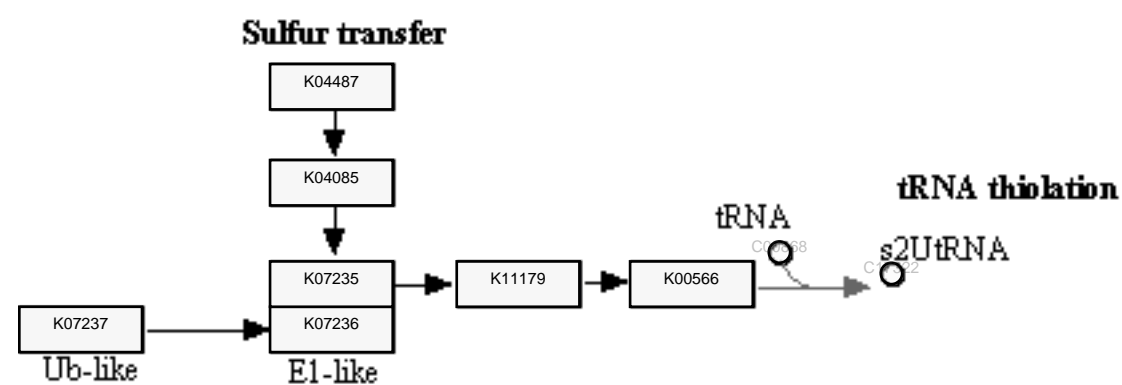 Sulfur transfer
K04487
K04085
tRNA thiolation
tRNA
s2UtRNA
K07235
K11179
K00566
K07237
K07236
Ub-like
E1-like